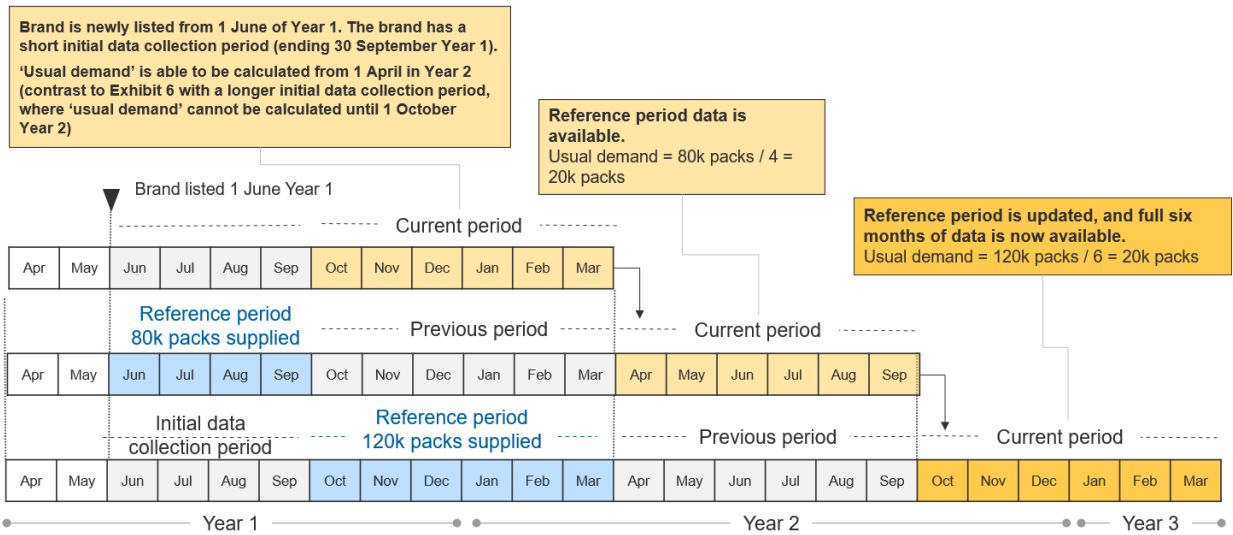 Brand is newly listed from 1 June of Year 1. The brand has a
short initial data collection period (ending 30 September Year 1).
‘Usual demand’ is able to be calculated from 1 April in Year 2
(contrast to Exhibit 6 with a longer initial data collection period,
where ‘usual demand’ cannot be calculated until 1 October
Year 2)
Reference period data is
available.
Usual demand = 80k packs / 4 =
20k packs
Brand listed 1 June Year 1
Reference period is updated, and full six
months of data is now available.
Usual demand = 120k packs / 6 = 20k packs
Current period
Apr May Jun Jul Aug Sep Oct Nov Dec Jan Feb Mar
Reference period
80k packs supplied
Previous period
Current period
Apr May Jun Jul Aug Sep Oct Nov Dec Jan Feb Mar Apr May Jun Jul Aug Sep
Initial data
collection period
Reference period
120k packs supplied
Previous period
Current period
Apr May Jun Jul Aug Sep Oct Nov Dec Jan Feb Mar Apr May Jun Jul Aug Sep Oct Nov Dec Jan Feb Mar
Year 1 Year 2 Year 3